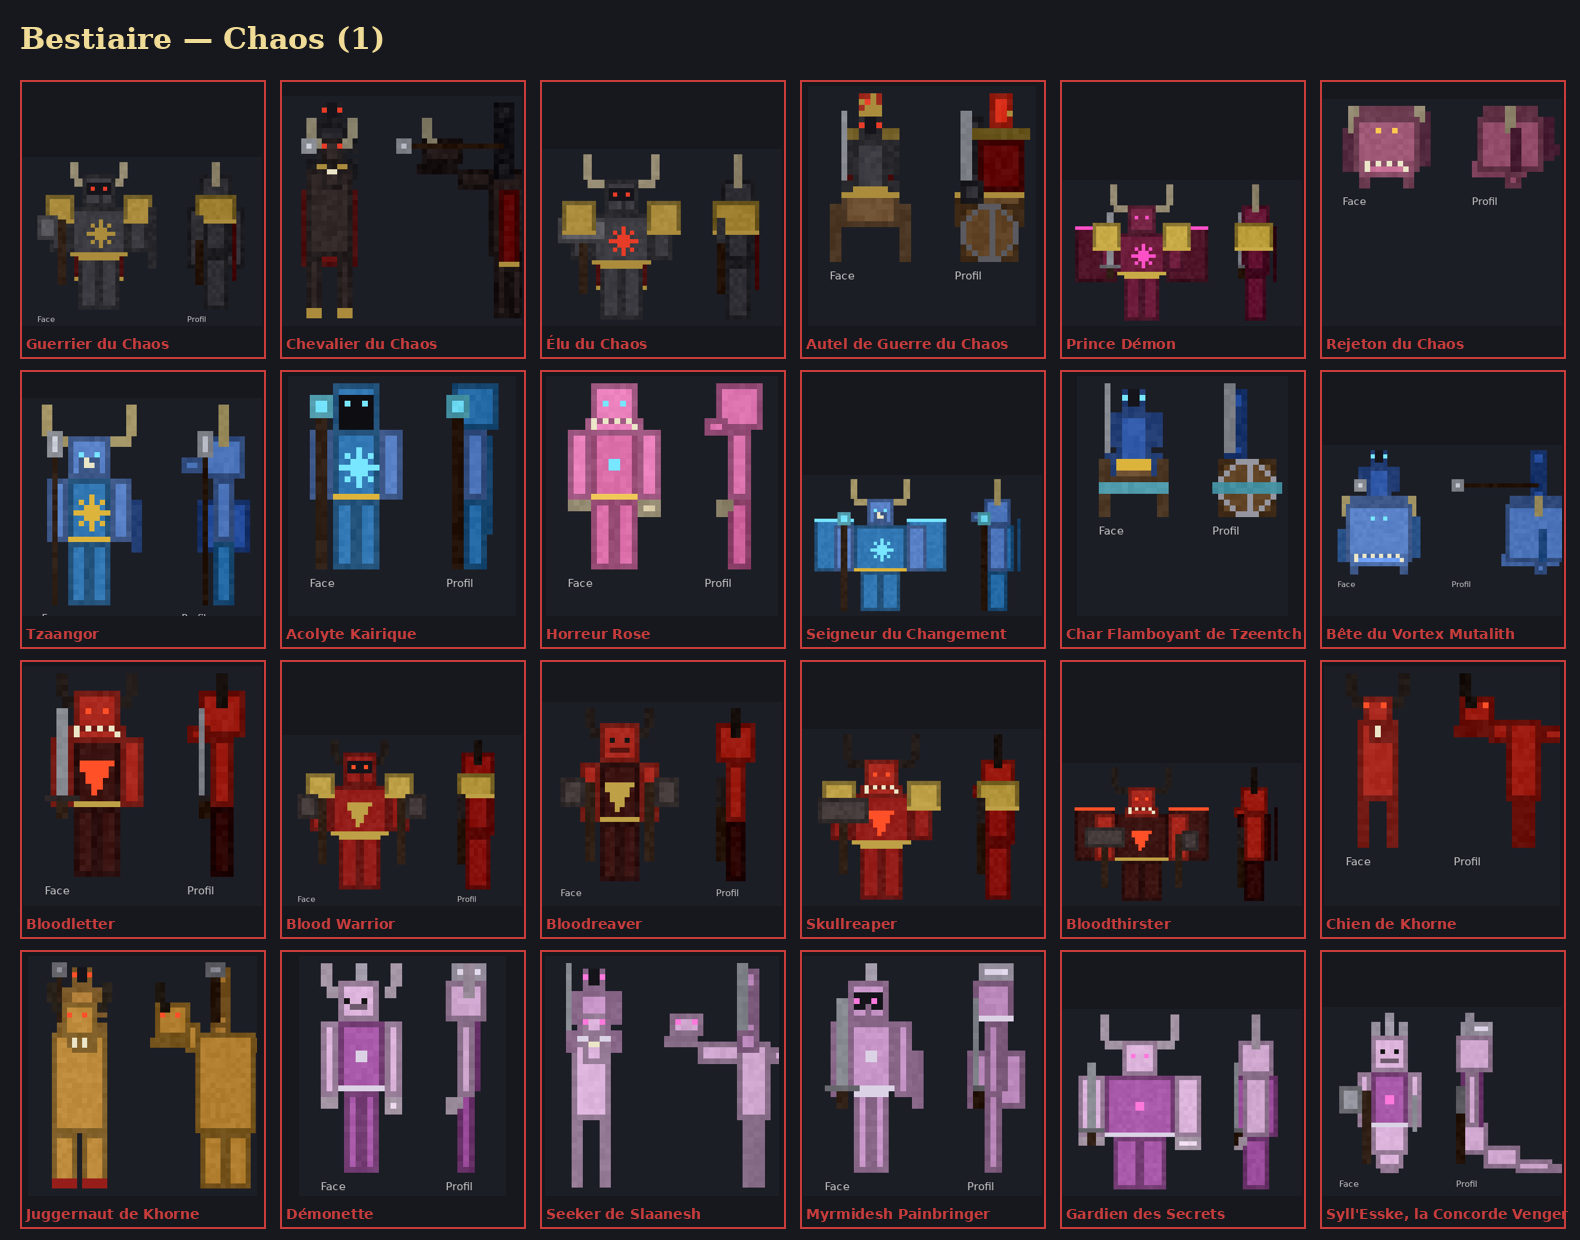 Bestiaire — Chaos (1)
Face Profil
Guerrier du Chaos
Chevalier du Chaos
Élu du Chaos
Face Profil
Autel de Guerre du Chaos
Prince Démon
Face Profil
Rejeton du Chaos
Tzaangor
Face Profil
Acolyte Kairique
Face Profil
Horreur Rose
Seigneur du Changement
Face Profil
Char Flamboyant de Tzeentch
Face Profil
Bête du Vortex Mutalith
Face Profil
Bloodletter
Face Profil
Blood Warrior
Face Profil
Bloodreaver
Skullreaper
Bloodthirster
Face Profil
Chien de Khorne
Juggernaut de Khorne
Face Profil
Démonette
Seeker de Slaanesh
Face Profil
Myrmidesh Painbringer
Gardien des Secrets
Face Profil
Syll'Esske, la Concorde Venger